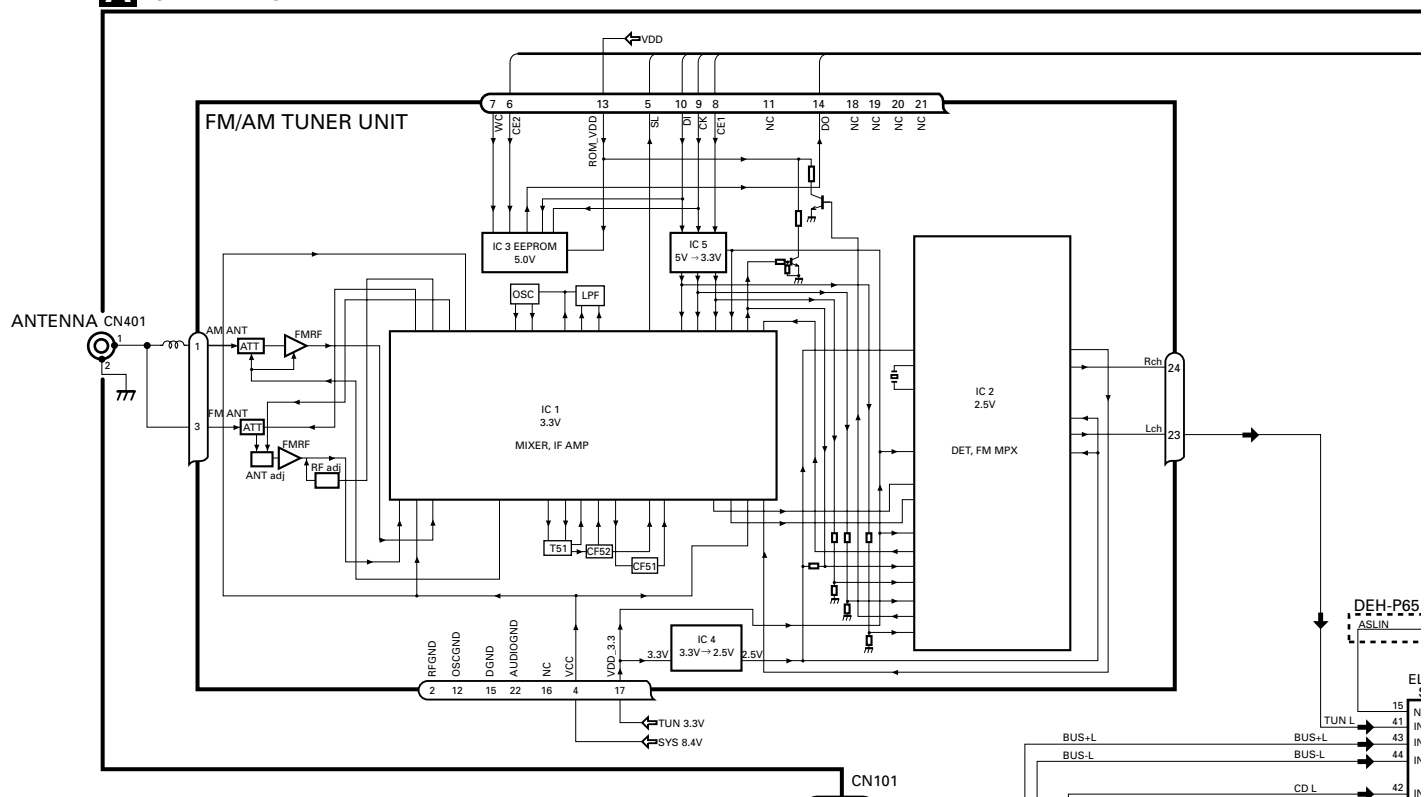 VDD
7 6 13 5 10 9 8 11 14 18 19 20 21
FM/AM TUNER UNIT
WC
CE2
ROM_VDD
SL
DI
CK
CE1
NC
DO
NC
NC
NC
NC
IC 3 EEPROM
5.0V
IC 5
5V → 3.3V
OSC
LPF
ANTENNA CN401
1
2
AM ANT
1
ATT
FMRF
FM ANT
3
ATT
FMRF
ANT adj
RF adj
IC 1
3.3V
MIXER, IF AMP
IC 2
2.5V
DET, FM MPX
Rch
24
Lch
23
T51
CF52
CF51
IC 4
3.3V→ 2.5V
3.3V
2.5V
RFGND
OSCGND
DGND
AUDIOGND
NC
VCC
VDD_3.3
2 12 15 22 16 4 17
TUN 3.3V
SYS 8.4V
DEH-P65
ASLIN
EL
15
N
TUN L
41
IN
BUS+L
BUS+L
43
IN
BUS-L
BUS-L
44
IN
CD L
42
IN
CN101